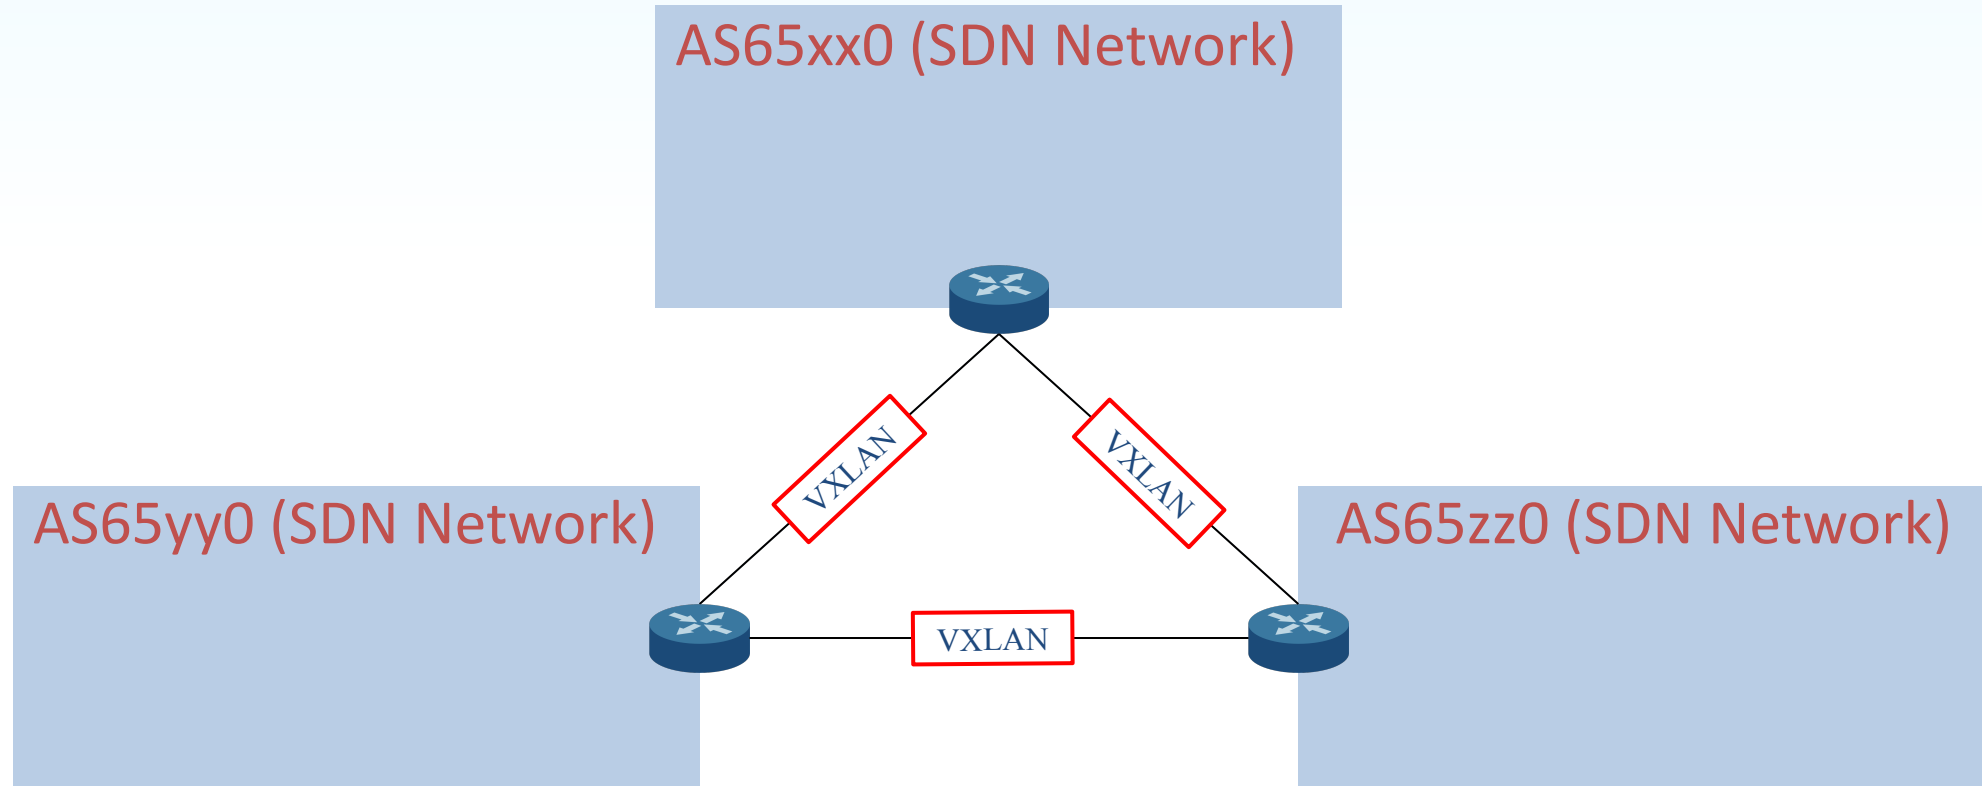 AS65xx0 (SDN Network)
VXLAN
VXLAN
AS65yy0 (SDN Network)
AS65zz0 (SDN Network)
VXLAN